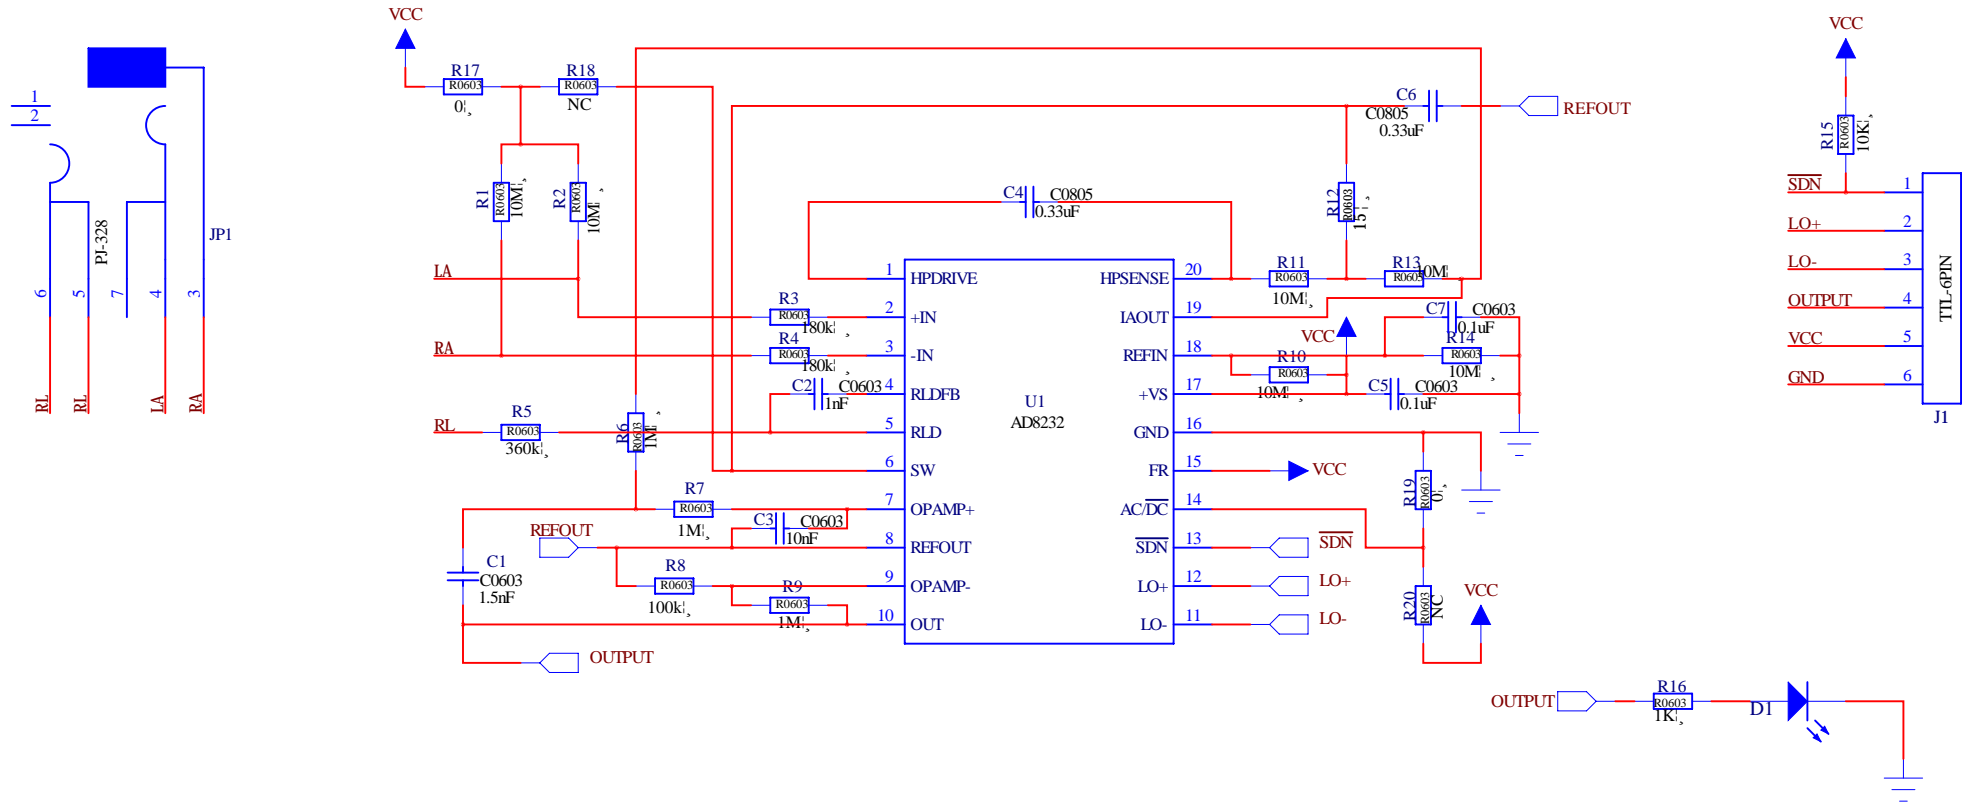 VCC
R17
R0603
0¦¸
R18
R0603
NC
1
2
JP1
PJ-328
6
5
7
4
3
RL
RL
LA
RA
R1
R0603
10M¦¸
R2
R0603
10M¦¸
LA
RA
RL
R3
R0603
180k¦¸
R4
R0603
180k¦¸
C2
C0603
1nF
R5
R0603
360k¦¸
R6
R0603
1M¦¸
R7
R0603
1M¦¸
C3
C0603
10nF
REFOUT
C1
C0603
1.5nF
R8
R0603
100k¦¸
R9
R0603
1M¦¸
OUTPUT
C4
C0805
0.33uF
C6
C0805
0.33uF
REFOUT
R12
R0603
15¦¸
R11
R0603
10M¦¸
R13
R0603
10M¦¸
U1
AD8232
1 HPDRIVE
2 +IN
3 -IN
4 RLDFB
5 RLD
6 SW
7 OPAMP+
8 REFOUT
9 OPAMP-
10 OUT
HPSENSE 20
IAOUT 19
REFIN 18
+VS 17
GND 16
FR 15
AC/DC 14
SDN 13
LO+ 12
LO- 11
VCC
C7
C0603
0.1uF
R14
R0603
10M¦¸
R10
R0603
10M¦¸
C5
C0603
0.1uF
VCC
R19
R0603
0¦¸
SDN
LO+
LO-
R20
R0603
NC
VCC
VCC
R15
R0603
10K¦¸
SDN 1
LO+ 2
LO- 3
OUTPUT 4
VCC 5
GND 6
TTL-6PIN
J1
OUTPUT
R16
R0603
1K¦¸
D1